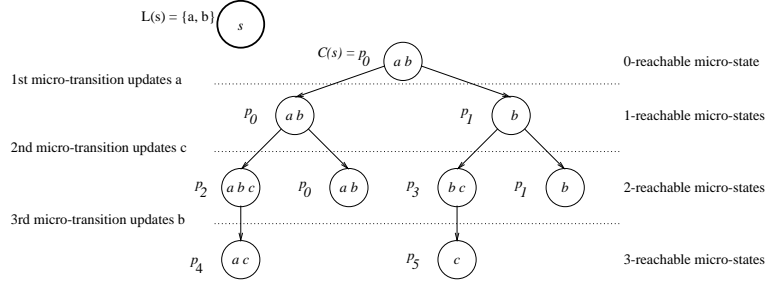 L(s) = {a, b}
s
C(s) = p0
a b
0-reachable micro-state
1st micro-transition updates a
p0
a b
p1
b
1-reachable micro-states
2nd micro-transition updates c
p2
a b c
p0
a b
p3
b c
p1
b
2-reachable micro-states
3rd micro-transition updates b
p4
a c
p5
c
3-reachable micro-states